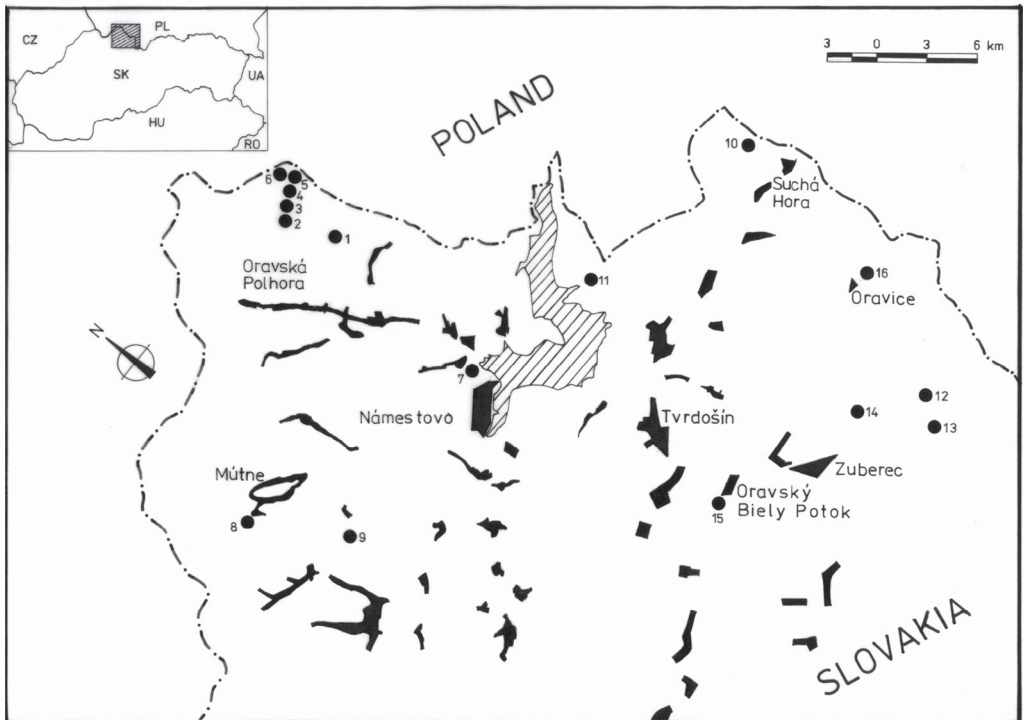 CZ
PL
SK
UA
HU
RO
3 0 3 6 km
POLAND
SLOVAKIA
N
6
5
4
3
2
1
Oravská
Polhora
10
Suchá
Hora
11
16
Oravice
7
Námestovo
Tvrdošín
12
14
13
Mútne
8
9
Zuberec
Oravský
Biely Potok
15